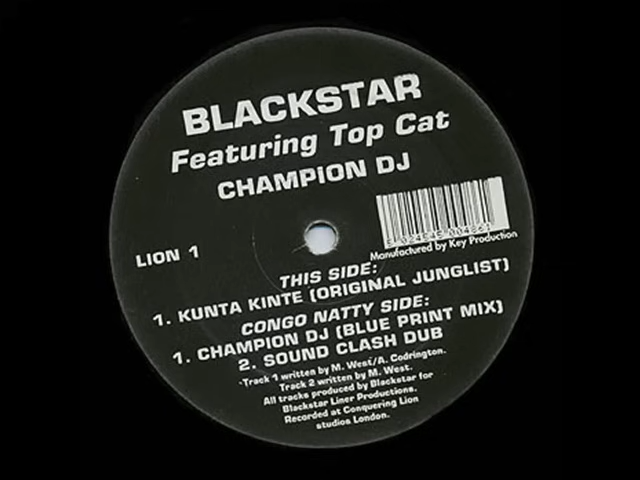 BLACKSTAR
Featuring Top Cat
CHAMPION DJ
LION 1
Manufactured by Key Production
THIS SIDE:
1. KUNTA KINTE (ORIGINAL JUNGLIST)
CONGO NATTY SIDE:
1. CHAMPION DJ (BLUE PRINT MIX)
2. SOUND CLASH DUB
-Track 1 written by M. West/A. Codrington.
Track 2 written by M. West.
All tracks produced by Blackstar for
Blackstar Liner Productions.
Recorded at Conquering Lion
studios London.